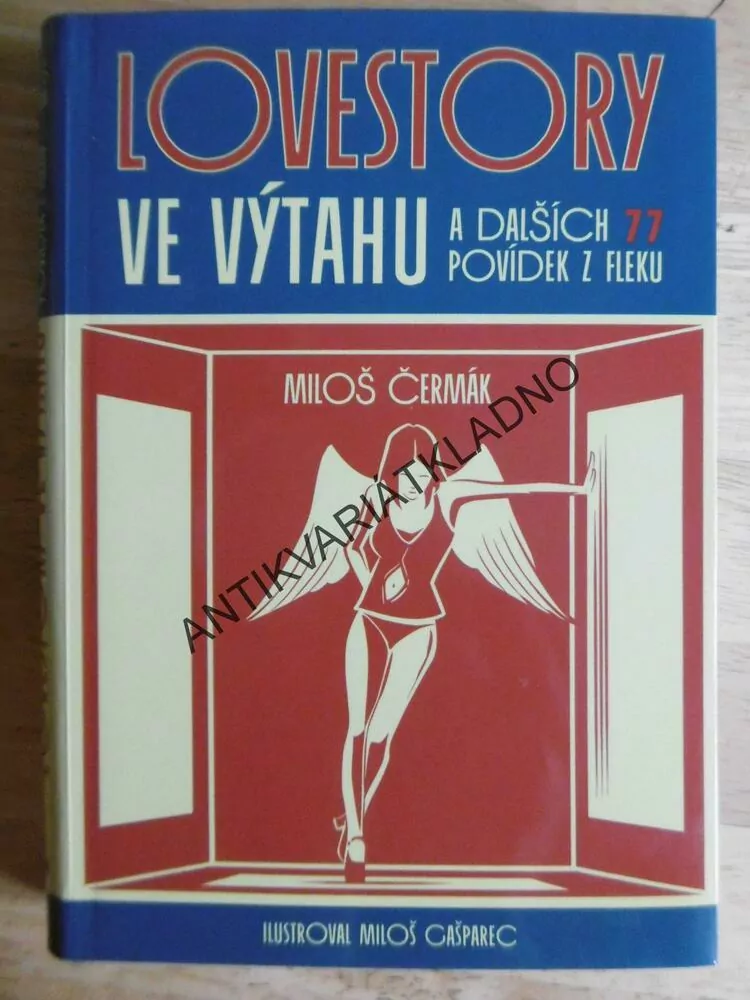 LOVESTORY
VE VÝTAHU
A DALŠÍCH 77
POVÍDEK Z FLEKU
MILOŠ ČERMÁK
ANTIKVARIÁTKLADNO
ILUSTROVAL MILOŠ GAŠPAREC